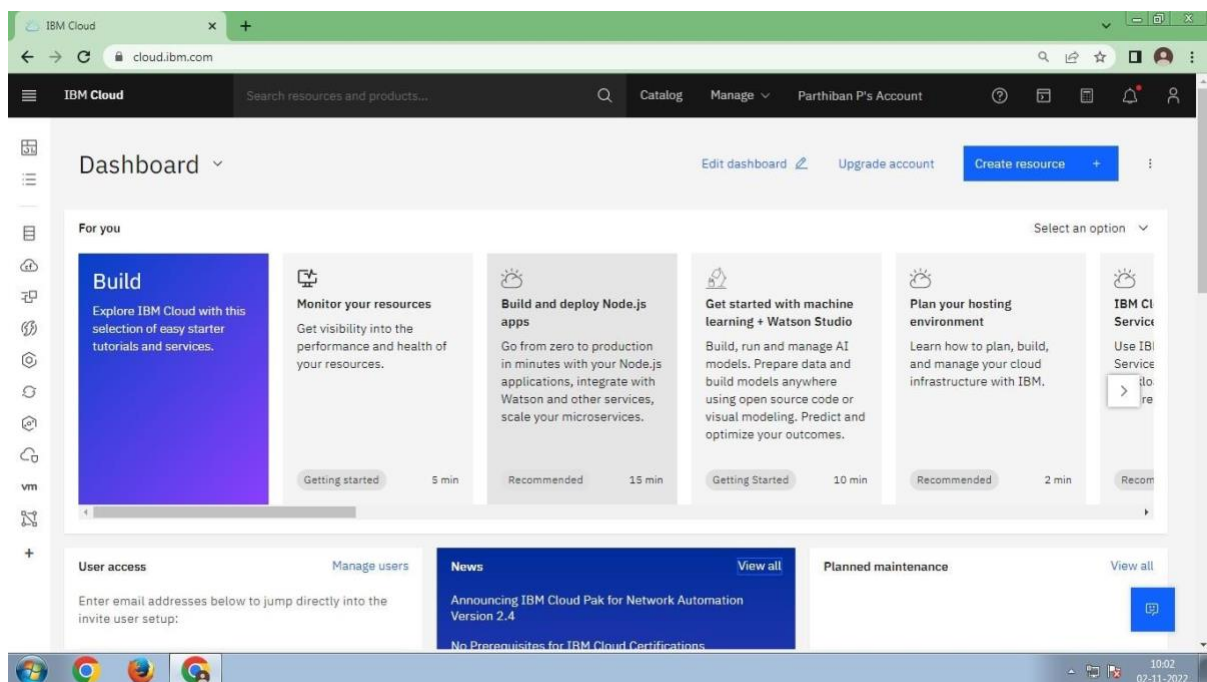 IBM Cloud
cloud.ibm.com
IBM Cloud
Search resources and products...
Catalog
Manage
Parthiban P's Account
Dashboard
Edit dashboard
Upgrade account
Create resource +
For you
Select an option
Build
Explore IBM Cloud with this
selection of easy starter
tutorials and services.
Monitor your resources
Get visibility into the
performance and health of
your resources.
Getting started
5 min
Build and deploy Node.js
apps
Go from zero to production
in minutes with your Node.js
applications, integrate with
Watson and other services,
scale your microservices.
Recommended
15 min
Get started with machine
learning + Watson Studio
Build, run and manage AI
models. Prepare data and
build models anywhere
using open source code or
visual modeling. Predict and
optimize your outcomes.
Getting Started
10 min
Plan your hosting
environment
Learn how to plan, build,
and manage your cloud
infrastructure with IBM.
Recommended
2 min
IBM Cl
Service
Use IB
Service
lo
re
Recom
vm
User access
Manage users
Enter email addresses below to jump directly into the
invite user setup:
News
View all
Announcing IBM Cloud Pak for Network Automation
Version 2.4
No Prerequisites for IBM Cloud Certifications
Planned maintenance
View all
10:02
02-11-2022